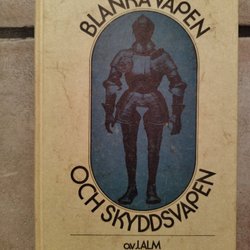 BLANKA VAPEN
OCH SKYDDSVAPEN
av J. ALM